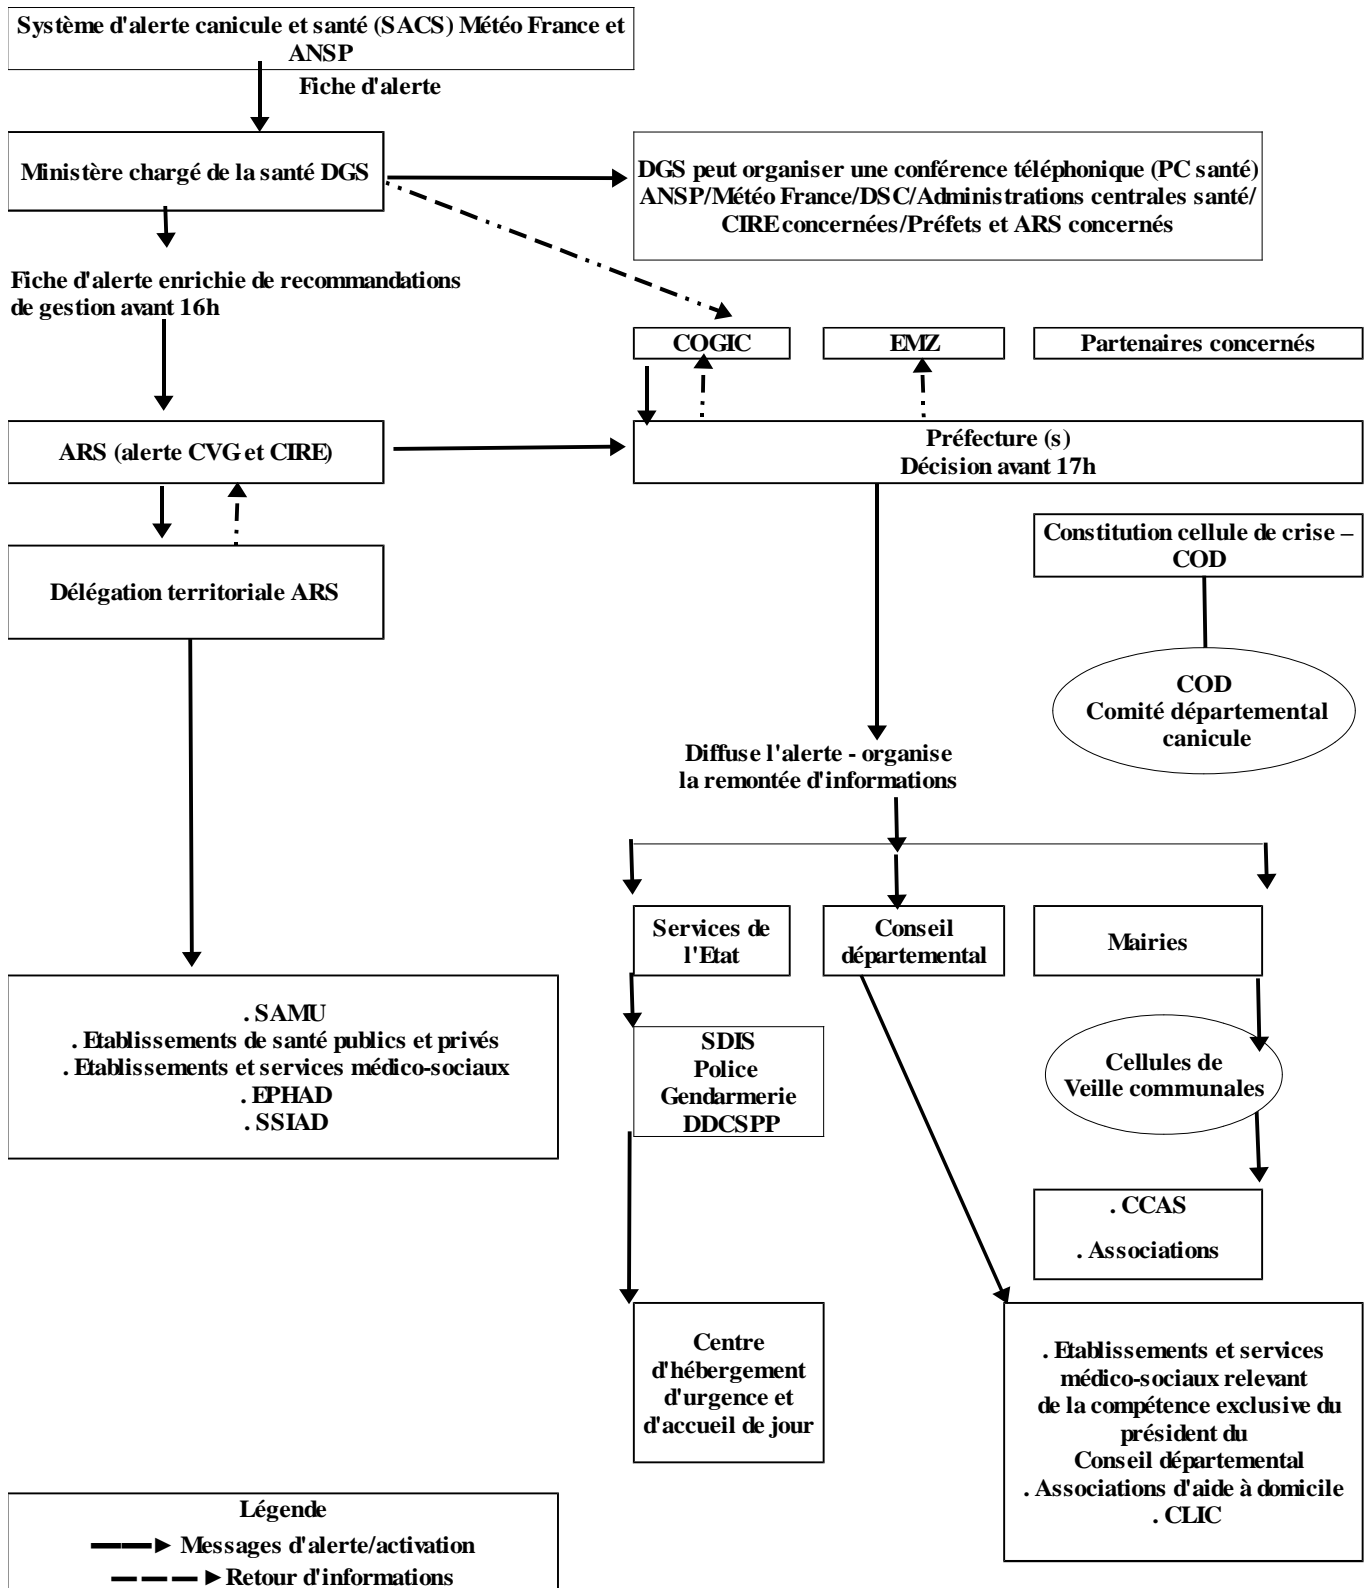 Système d'alerte canicule et santé (SACS) Météo France et
ANSP
Fiche d'alerte
Ministère chargé de la santé DGS
DGS peut organiser une conférence téléphonique (PC santé)
ANSP/Météo France/DSC/Administrations centrales santé/
CIRE concernées/Préfets et ARS concernés
Fiche d'alerte enrichie de recommandations
de gestion avant 16h
COGIC
EMZ
Partenaires concernés
ARS (alerte CVG et CIRE)
Préfecture (s)
Décision avant 17h
Constitution cellule de crise –
COD
Délégation territoriale ARS
COD
Comité départemental
canicule
Diffuse l'alerte - organise
la remontée d'informations
Services de
l'Etat
Conseil
départemental
Mairies
. SAMU
. Etablissements de santé publics et privés
. Etablissements et services médico-sociaux
. EPHAD
. SSIAD
SDIS
Police
Gendarmerie
DDCSPP
Cellules de
Veille communales
. CCAS
. Associations
Centre
d'hébergement
d'urgence et
d'accueil de jour
. Etablissements et services
médico-sociaux relevant
de la compétence exclusive du
président du
Conseil départemental
. Associations d'aide à domicile
. CLIC
Légende
Messages d'alerte/activation
Retour d'informations